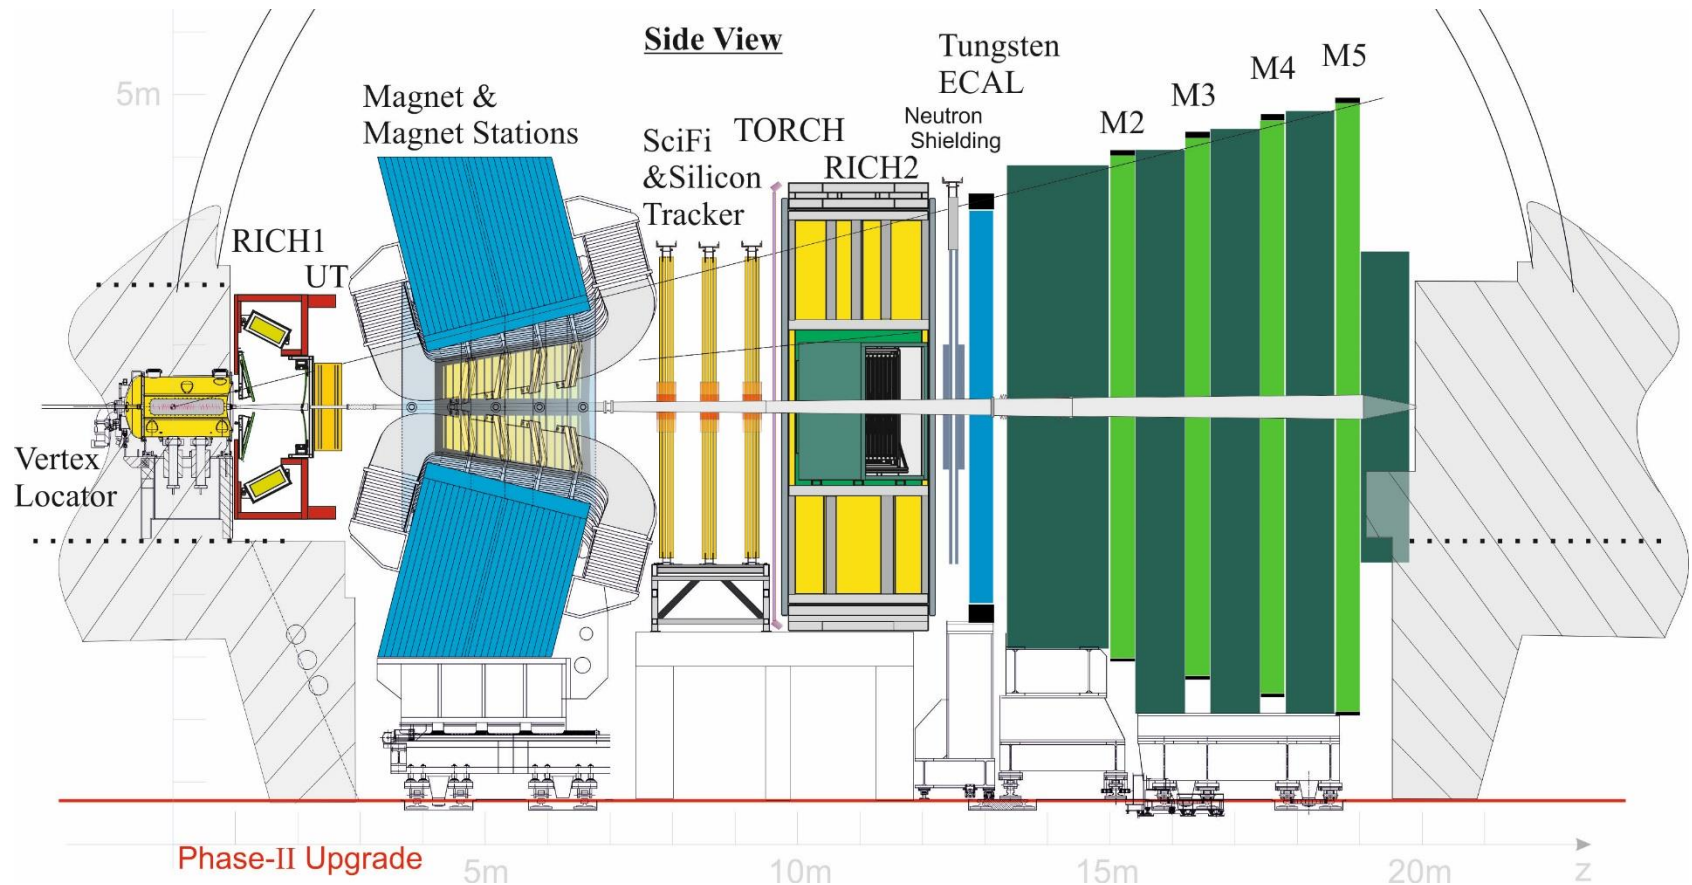 Side View
5m
Magnet &
Magnet Stations
SciFi
&Silicon
Tracker
TORCH
RICH2
Tungsten
ECAL
Neutron
Shielding
M2
M3
M4
M5
RICH1
UT
Vertex
Locator
Phase-II Upgrade
5m
10m
15m
20m
z